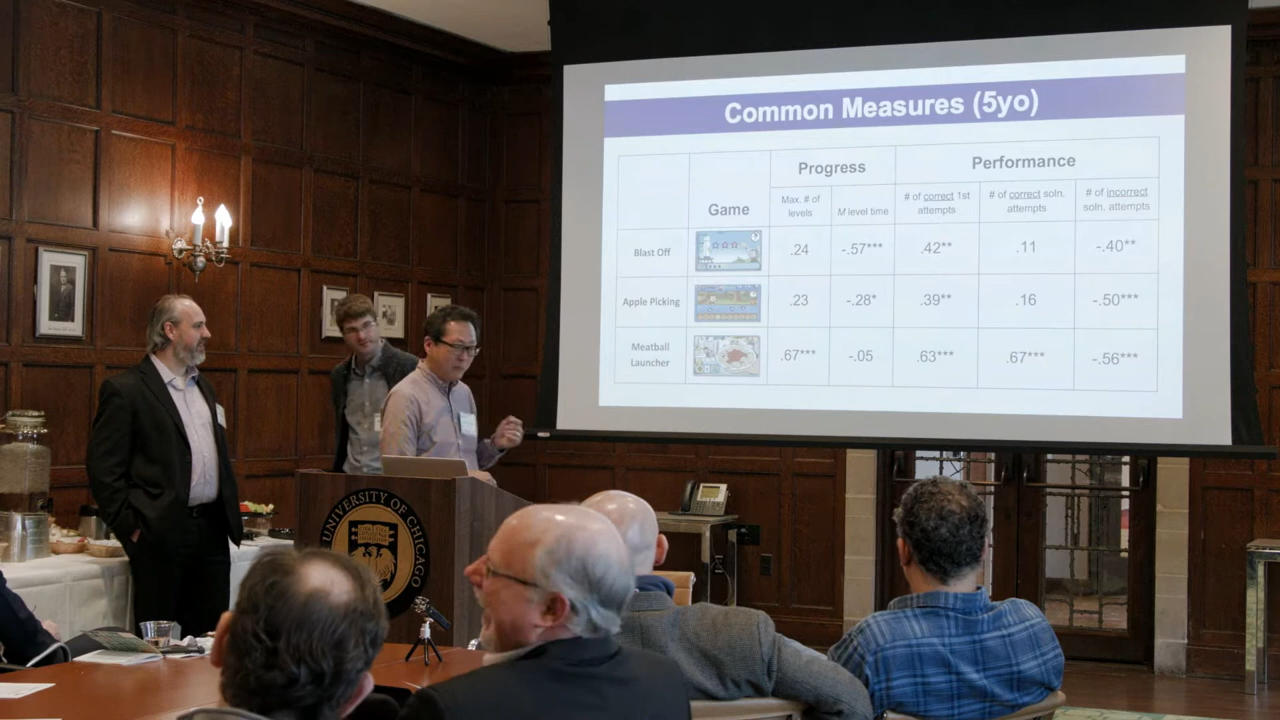 Common Measures (5yo)
Progress Performance
Game Max. # of levels M level time # of correct 1st attempts # of correct soln. attempts # of incorrect soln. attempts
Blast Off .24 -.57*** .42** .11 -.40**
Apple Picking .23 -.28* .39** .16 -.50***
Meatball Launcher .67*** -.05 .63*** .67*** -.56***
UNIVERSITY OF CHICAGO